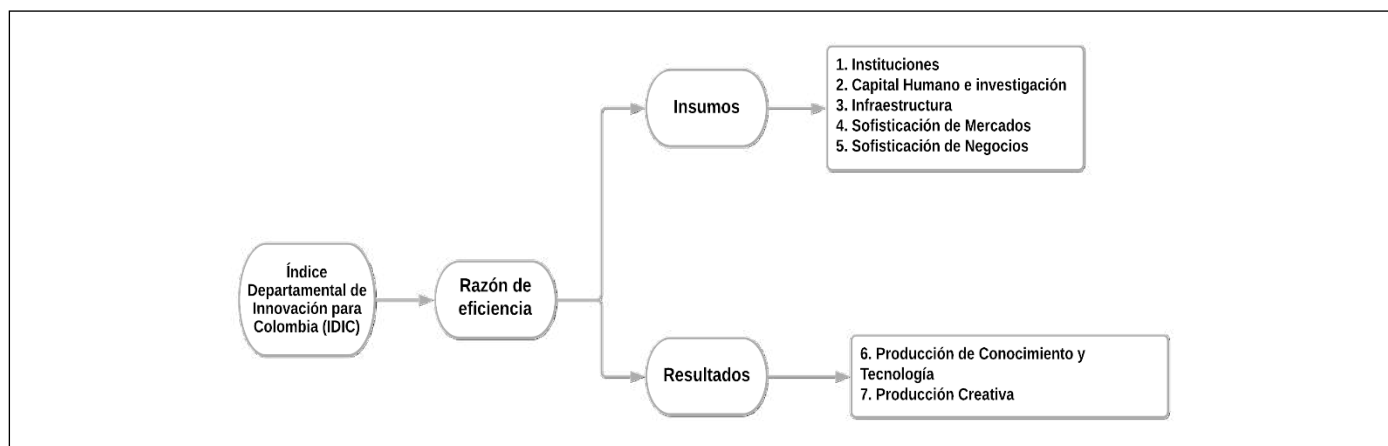 Índice
Departamental de
Innovación para
Colombia (IDIC)
Razón de
eficiencia
Insumos
1. Instituciones
2. Capital Humano e investigación
3. Infraestructura
4. Sofisticación de Mercados
5. Sofisticación de Negocios
Resultados
6. Producción de Conocimiento y
Tecnología
7. Producción Creativa